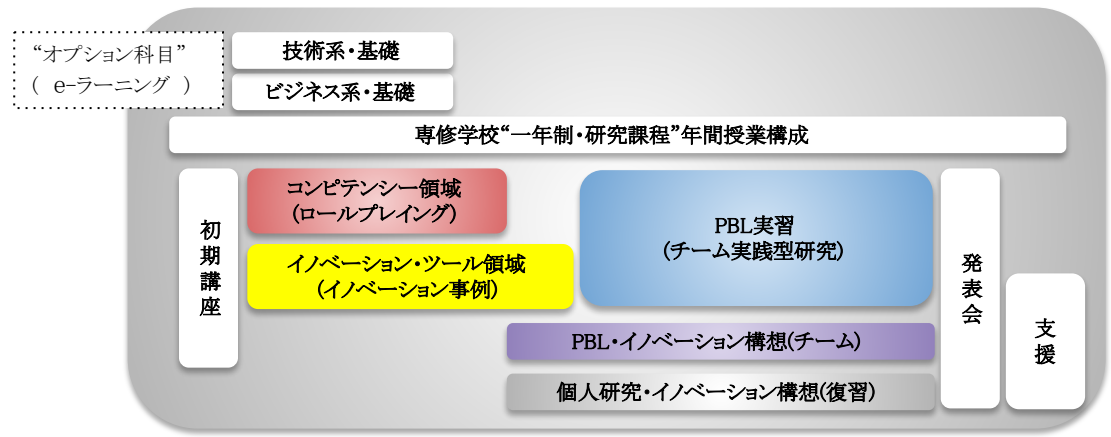 “オプション科目”
( e-ラーニング )
技術系・基礎
ビジネス系・基礎
専修学校“一年制・研究課程”年間授業構成
初期講座
コンピテンシー領域
(ロールプレイング)
イノベーション・ツール領域
(イノベーション事例)
PBL実習
(チーム実践型研究)
PBL・イノベーション構想(チーム)
個人研究・イノベーション構想(復習)
発表会
支援